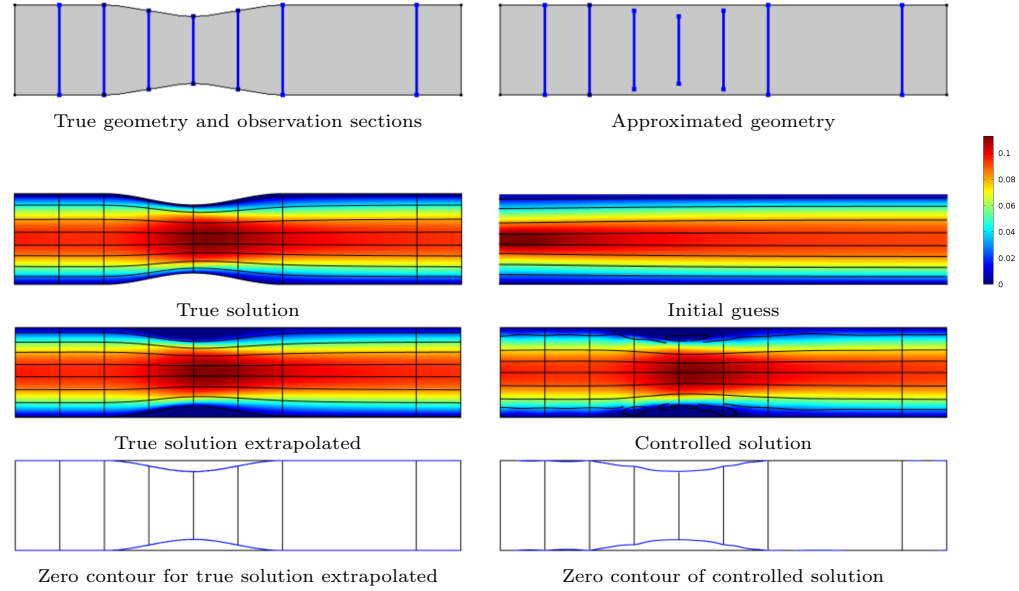 True geometry and observation sections
Approximated geometry
0.1
0.08
0.06
0.04
0.02
0
True solution
Initial guess
True solution extrapolated
Controlled solution
Zero contour for true solution extrapolated
Zero contour of controlled solution